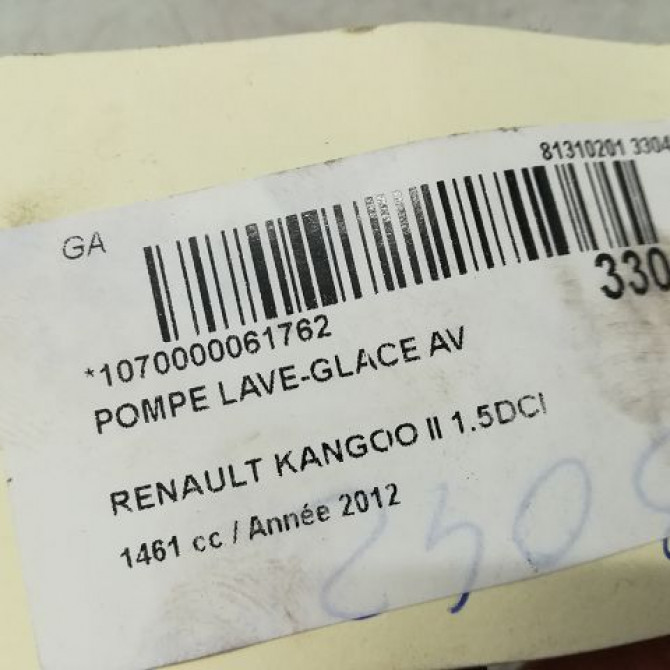 81310201 3304
GA
330
*1070000061762
POMPE LAVE-GLACE AV
RENAULT KANGOO II 1.5DCI
1461 cc / Année 2012